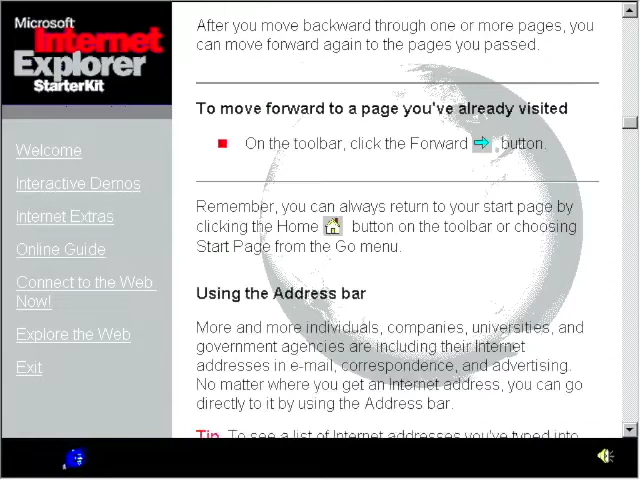 Microsoft
Internet
Explorer
StarterKit
Welcome
Interactive Demos
Internet Extras
Online Guide
Connect to the Web
Now!
Explore the Web
Exit
After you move backward through one or more pages, you
can move forward again to the pages you passed.
To move forward to a page you've already visited
On the toolbar, click the Forward button.
Remember, you can always return to your start page by
clicking the Home button on the toolbar or choosing
Start Page from the Go menu.
Using the Address bar
More and more individuals, companies, universities, and
government agencies are including their Internet
addresses in e-mail, correspondence, and advertising.
No matter where you get an Internet address, you can go
directly to it by using the Address bar.
Tip To see a list of Internet addresses you've typed into